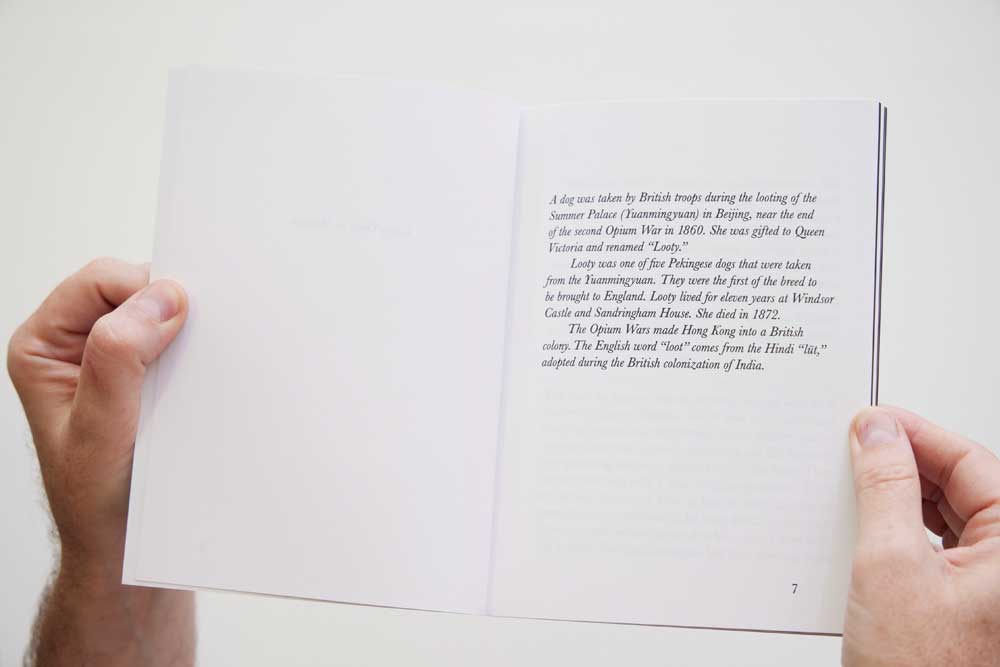 A dog was taken by British troops during the looting of the
Summer Palace (Yuanmingyuan) in Beijing, near the end
of the second Opium War in 1860. She was gifted to Queen
Victoria and renamed “Looty.”
Looty was one of five Pekingese dogs that were taken
from the Yuanmingyuan. They were the first of the breed to
be brought to England. Looty lived for eleven years at Windsor
Castle and Sandringham House. She died in 1872.
The Opium Wars made Hong Kong into a British
colony. The English word “loot” comes from the Hindi “lūt,”
adopted during the British colonization of India.
7